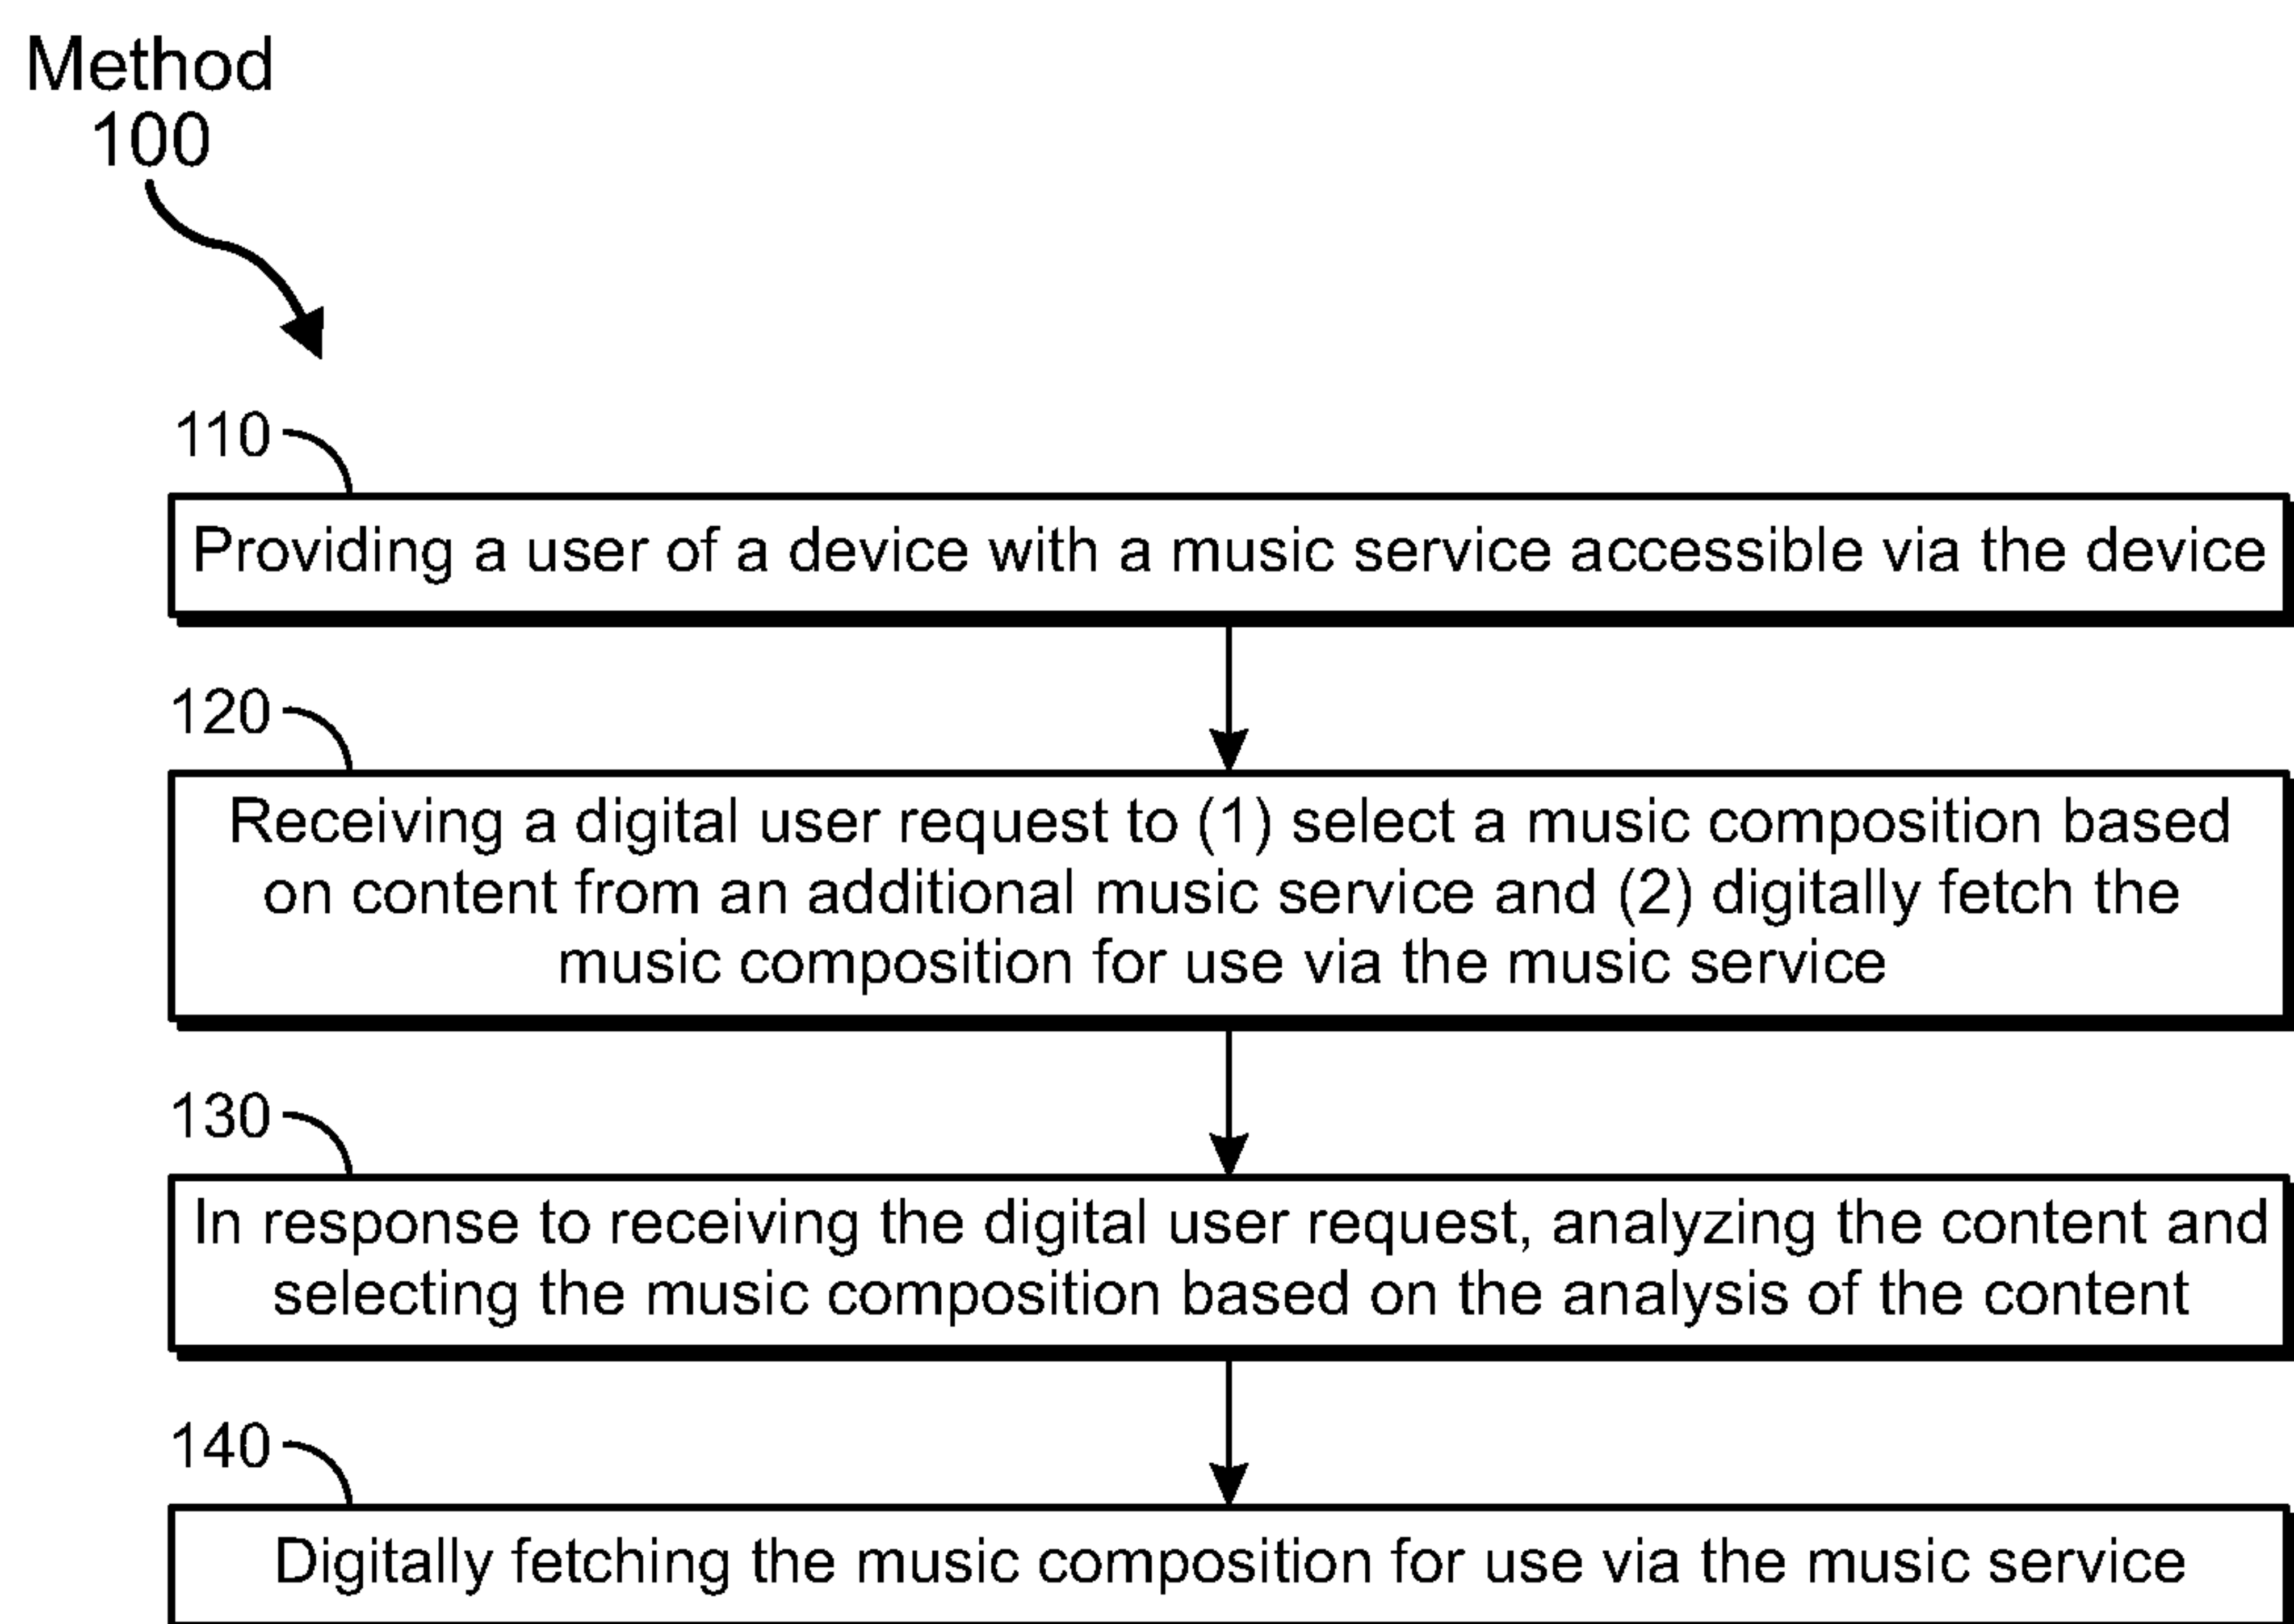 Method
100
110
Providing a user of a device with a music service accessible via the device
120
Receiving a digital user request to (1) select a music composition based
on content from an additional music service and (2) digitally fetch the
music composition for use via the music service
130
In response to receiving the digital user request, analyzing the content and
selecting the music composition based on the analysis of the content
140
Digitally fetching the music composition for use via the music service